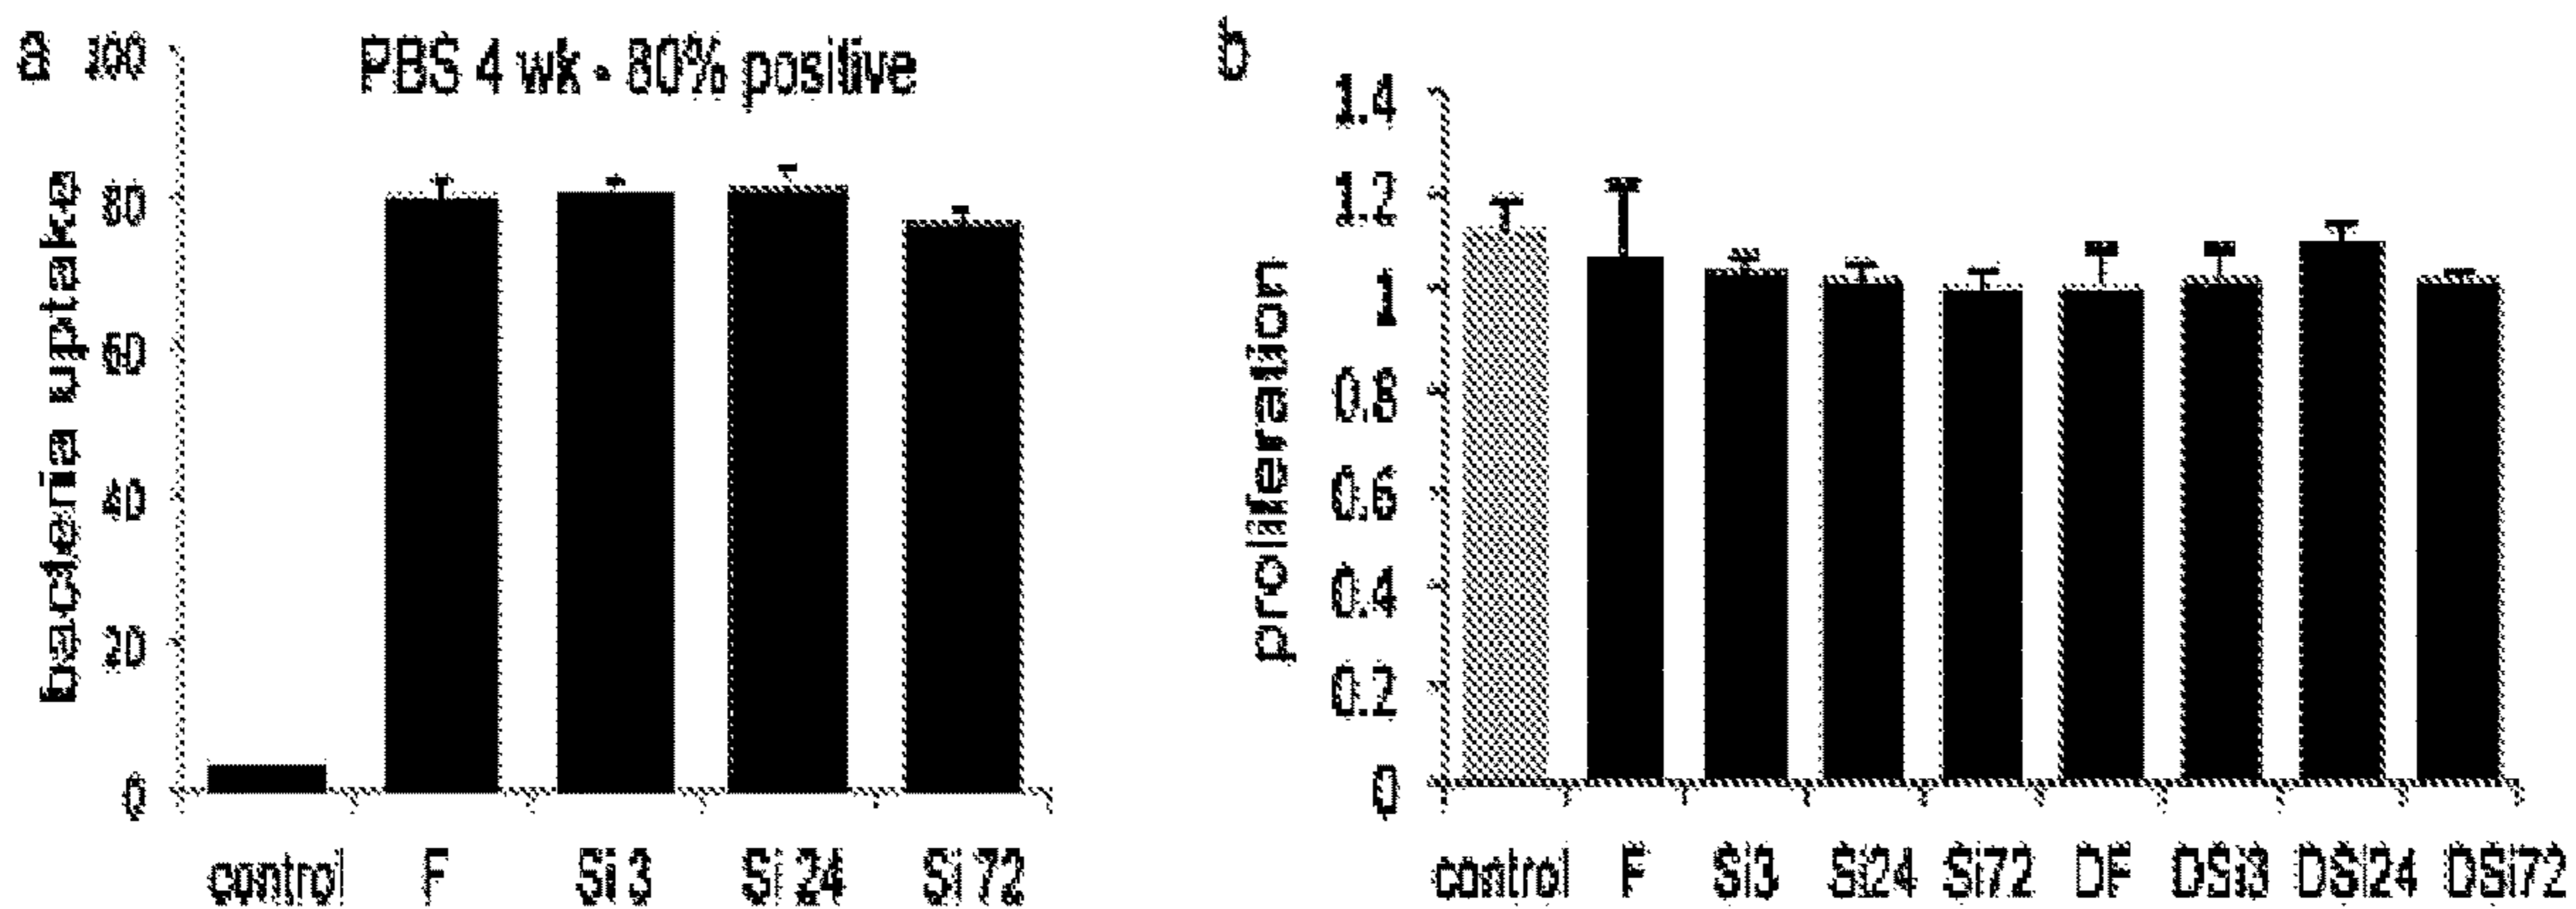 a
PBS 4 wk - 80% positive
100
80
60
40
20
0
bacteria uptake
control F Si 3 Si 24 Si 72
b
1.4
1.2
1
0.8
0.6
0.4
0.2
0
proliferation
control F Si3 Si24 Si72 DF DSi3 DSi24 DSi72